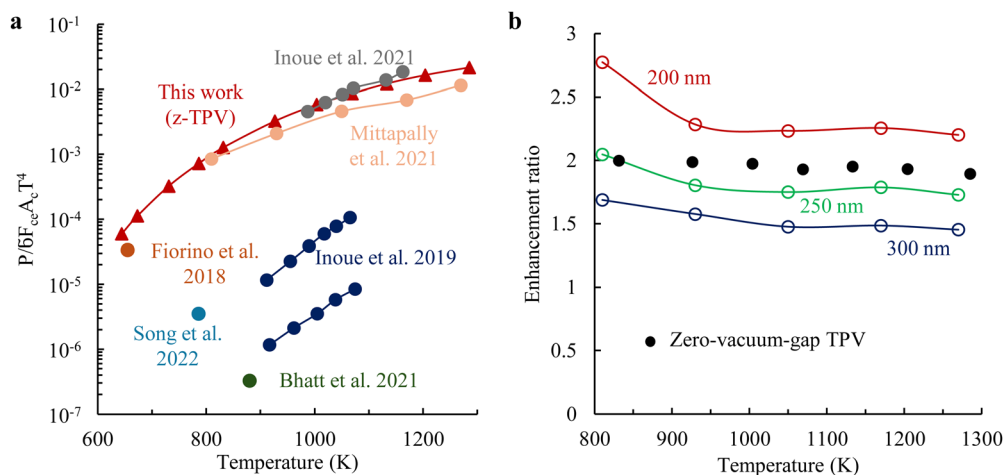 a
10⁻¹
10⁻²
10⁻³
10⁻⁴
10⁻⁵
10⁻⁶
10⁻⁷
P/ƃF_ceA_cT⁴
Inoue et al. 2021
This work
(z-TPV)
Mittapally
et al. 2021
Fiorino et al.
2018
Inoue et al. 2019
Song et al.
2022
Bhatt et al. 2021
600
800
1000
1200
Temperature (K)
b
3
2.5
2
1.5
1
0.5
0
Enhancement ratio
200 nm
250 nm
300 nm
Zero-vacuum-gap TPV
800
900
1000
1100
1200
1300
Temperature (K)